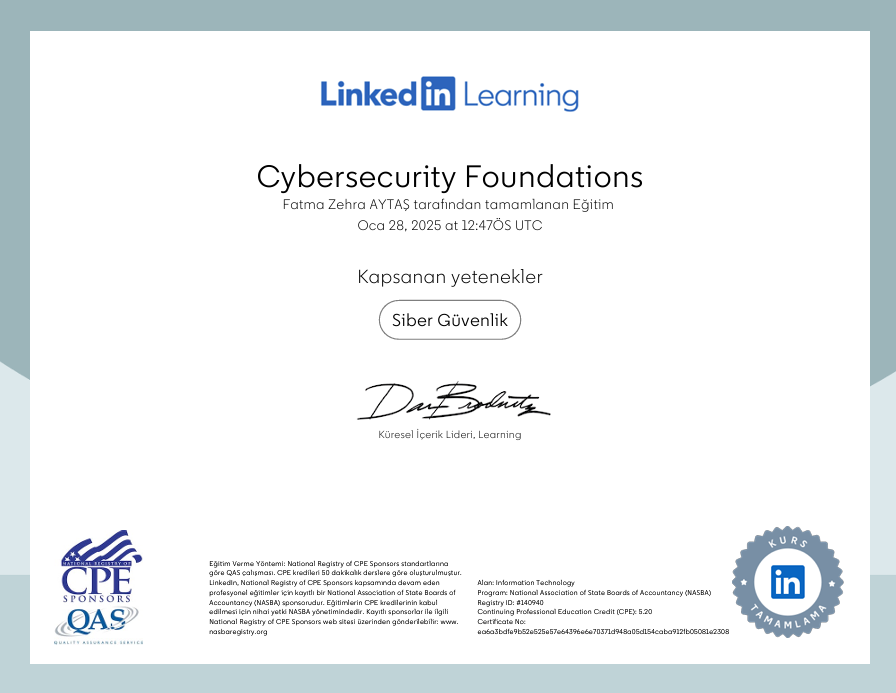 Linkedin Learning
Cybersecurity Foundations
Fatma Zehra AYTAŞ tarafından tamamlanan Eğitim
Oca 28, 2025 at 12:47ÖS UTC
Kapsanan yetenekler
Siber Güvenlik
Küresel İçerik Lideri, Learning
NATIONAL REGISTRY OF
CPE
SPONSORS
QAS
QUALITY ASSURANCE SERVICE
Eğitim Verme Yöntemi: National Registry of CPE Sponsors standartlarına
göre QAS çalışması. CPE kredileri 50 dakikalık derslere göre oluşturulmuştur.
LinkedIn, National Registry of CPE Sponsors kapsamında devam eden
profesyonel eğitimler için kayıtlı bir National Association of State Boards of
Accountancy (NASBA) sponsorudur. Eğitimlerin CPE kredilerinin kabul
edilmesi için nihai yetki NASBA yönetimindedir. Kayıtlı sponsorlar ile ilgili
National Registry of CPE Sponsors web sitesi üzerinden gönderilebilir: www.
nasbaregistry.org
Alan: Information Technology
Program: National Association of State Boards of Accountancy (NASBA)
Registry ID: #140940
Continuing Professional Education Credit (CPE): 5.20
Certificate No:
ea6a3bd1e9b52e525e57e64396e6e70371d948a05d154caba912fb05081e2308
KURS
in
TAMAMLAMA